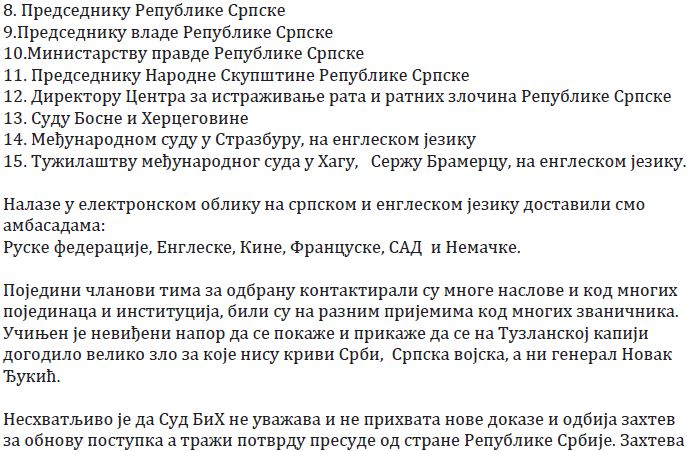 8. Председнику Републике Српске
9.Председнику владе Републике Српске
10.Министарству правде Републике Српске
11. Председнику Народне Скупштине Републике Српске
12. Директору Центра за истраживање рата и ратних злочина Републике Српске
13. Суду Босне и Херцеговине
14. Међународном суду у Стразбуру, на енглеском језику
15. Тужилаштву међународног суда у Хагу,   Сержу Брамерцу, на енглеском језику.
Налазе у електронском облику на српском и енглеском језику доставили смо
амбасадама:
Руске федерације, Енглеске, Кине, Француске, САД  и Немачке.
Поједини чланови тима за одбрану контактирали су многе наслове и код многих
појединаца и институција, били су на разним пријемима код многих званичника.
Учињен је невиђени напор да се покаже и прикаже да се на Тузланској капији
догодило велико зло за које нису криви Срби,  Српска војска, а ни генерал Новак
Ђукић.
Несхватљиво је да Суд БиХ не уважава и не прихвата нове доказе и одбија захтев
за обнову поступка а тражи потврду пресуде од стране Републике Србије. Захтева